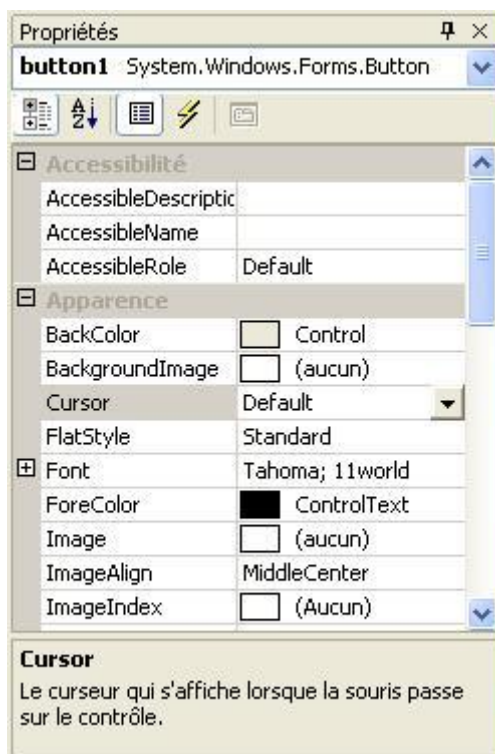 Propriétés
button1 System.Windows.Forms.Button
Accessibilité
AccessibleDescriptic
AccessibleName
AccessibleRole Default
Apparence
BackColor Control
BackgroundImage (aucun)
Cursor Default
FlatStyle Standard
Font Tahoma; 11world
ForeColor ControlText
Image (aucun)
ImageAlign MiddleCenter
ImageIndex (Aucun)
Cursor
Le curseur qui s'affiche lorsque la souris passe
sur le contrôle.